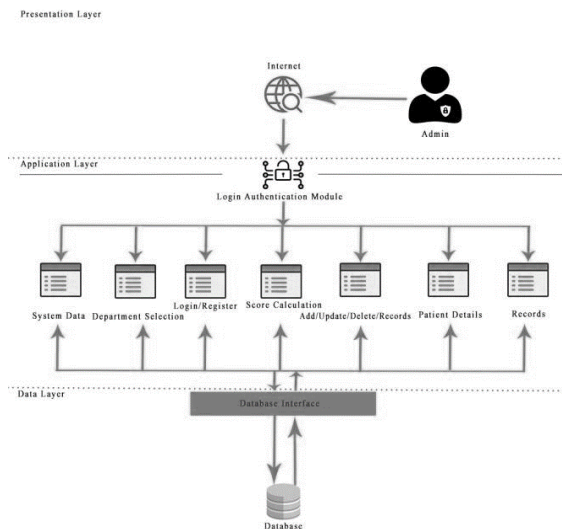 Presentation Layer
Internet
Admin
Application Layer
Login Authentication Module
System Data
Department Selection
Login/Register
Score Calculation
Add/Update/Delete/Records
Patient Details
Records
Data Layer
Database Interface
Database